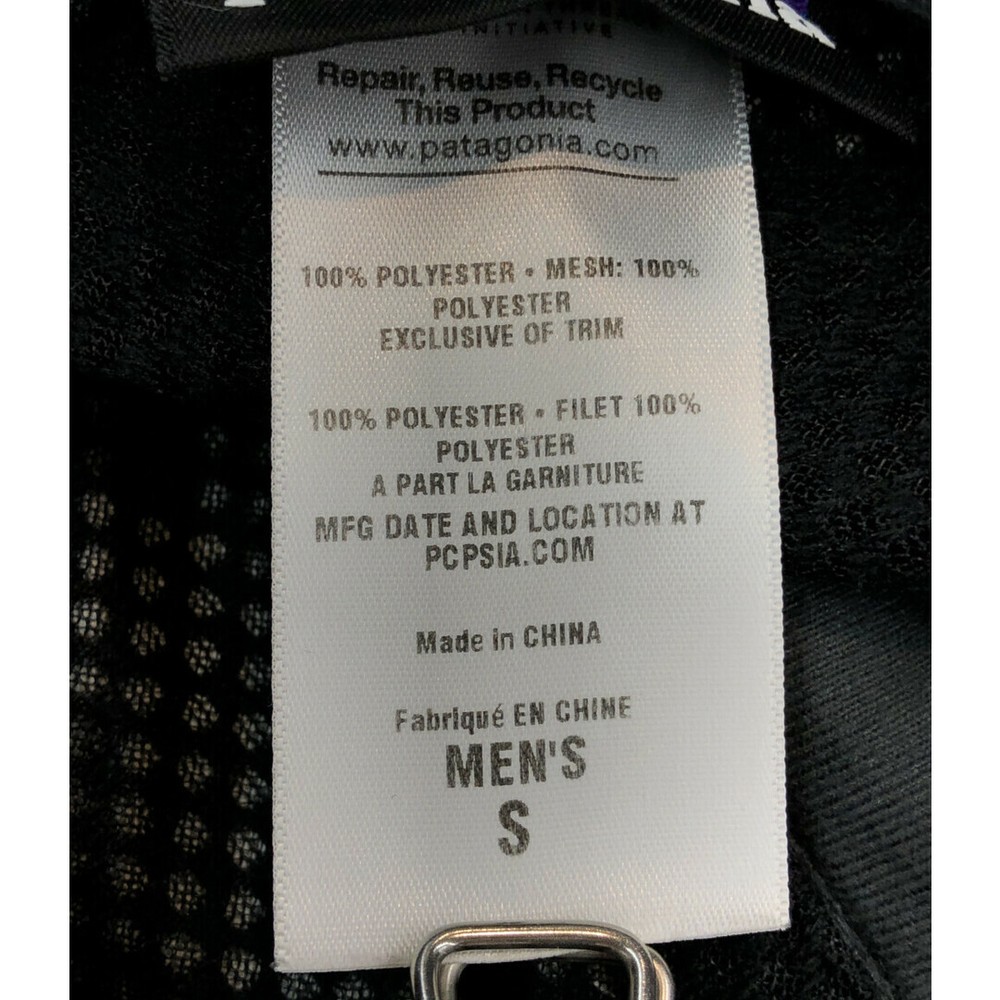 INITIATIVE
Repair, Reuse, Recycle
This Product
www.patagonia.com
100% POLYESTER • MESH: 100%
POLYESTER
EXCLUSIVE OF TRIM
100% POLYESTER • FILET 100%
POLYESTER
A PART LA GARNITURE
MFG DATE AND LOCATION AT
PCPSIA.COM
Made in CHINA
Fabriqué EN CHINE
MEN'S
S